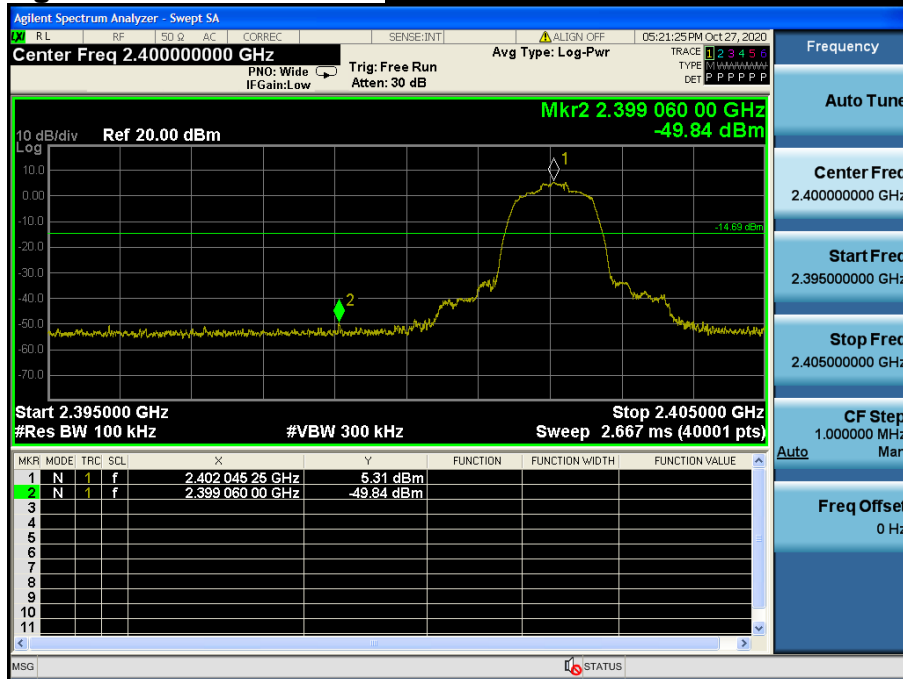 Agilent Spectrum Analyzer - Swept SA
LXI RL RF 50 Ω AC CORREC SENSE:INT ALIGN OFF 05:21:25 PM Oct 27, 2020
Center Freq 2.400000000 GHz
PNO: Wide
IFGain:Low
Trig: Free Run
Atten: 30 dB
Avg Type: Log-Pwr
TRACE 1 2 3 4 5 6
TYPE M WWWWW
DET P P P P P P
Mkr2 2.399 060 00 GHz
-49.84 dBm
10 dB/div Ref 20.00 dBm
Log
10.0
0.00
-10.0
-20.0
-30.0
-40.0
-50.0
-60.0
-70.0
1
2
-14.69 dBm
Start 2.395000 GHz Stop 2.405000 GHz
#Res BW 100 kHz #VBW 300 kHz Sweep 2.667 ms (40001 pts)
MKR MODE TRC SCL X Y FUNCTION FUNCTION WIDTH FUNCTION VALUE
1 N 1 f 2.402 045 25 GHz 5.31 dBm
2 N 1 f 2.399 060 00 GHz -49.84 dBm
3
4
5
6
7
8
9
10
11
MSG STATUS
Frequency
Auto Tune
Center Freq
2.400000000 GHz
Start Freq
2.395000000 GHz
Stop Freq
2.405000000 GHz
CF Step
1.000000 MHz
Auto Man
Freq Offset
0 Hz